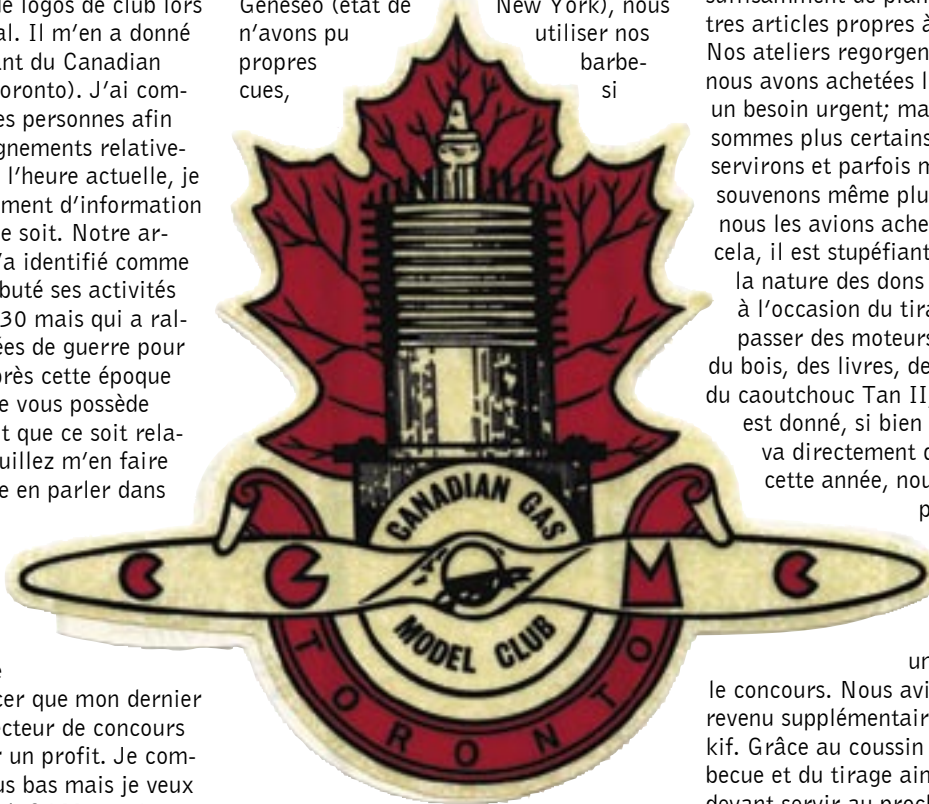 de logos de club lors
al. Il m'en a donné
nt du Canadian
oronto). J'ai com-
es personnes afin
gnements relative-
l'heure actuelle, je
ment d'information
e soit. Notre ar-
'a identifié comme
buté ses activités
30 mais qui a ral-
ées de guerre pour
près cette époque
e vous possède
t que ce soit rela-
uillez m'en faire
e en parler dans
e
cer que mon dernier
ecteur de concours
r un profit. Je com-
us bas mais je veux
Geneseo (état de New York), nous
n'avons pu utiliser nos
propres barbe-
cues, si
CANADIAN GAS
C G M C
MODEL CLUB
TORONTO
tres articles propres à
Nos ateliers regorgen
nous avons achetées l
un besoin urgent; ma
sommes plus certains
servirons et parfois m
souvenons même plu
nous les avions ache
cela, il est stupéfiant
la nature des dons
à l'occasion du tira
passer des moteurs
du bois, des livres, de
du caoutchouc Tan II,
est donné, si bien
va directement
cette année, nou
p
un
le concours. Nous avi
revenu supplémentair
kif. Grâce au coussin
becue et du tirage ain
devant servir au proch